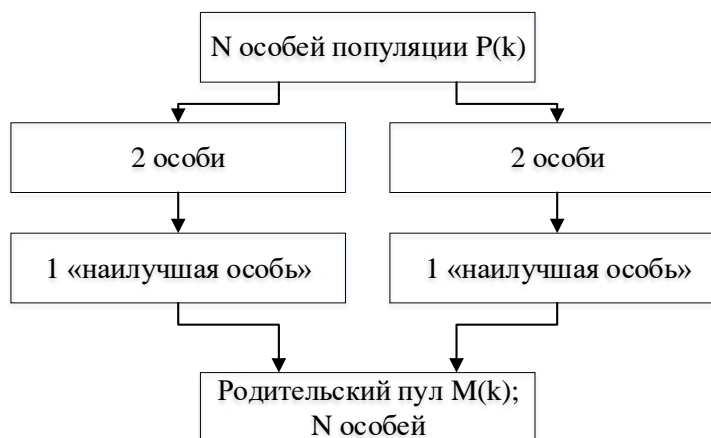 N особей популяции P(k)
2 особи
2 особи
1 «наилучшая особь»
1 «наилучшая особь»
Родительский пул M(k);
N особей